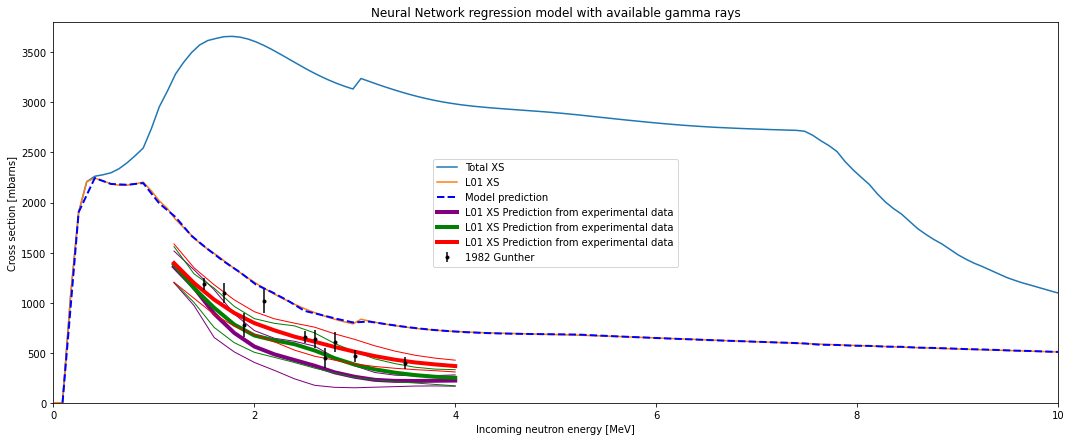 Neural Network regression model with available gamma rays
Cross section [mbarns]
3500
3000
2500
2000
1500
1000
500
0
Total XS
L01 XS
Model prediction
L01 XS Prediction from experimental data
L01 XS Prediction from experimental data
L01 XS Prediction from experimental data
1982 Gunther
0 2 4 6 8 10
Incoming neutron energy [MeV]